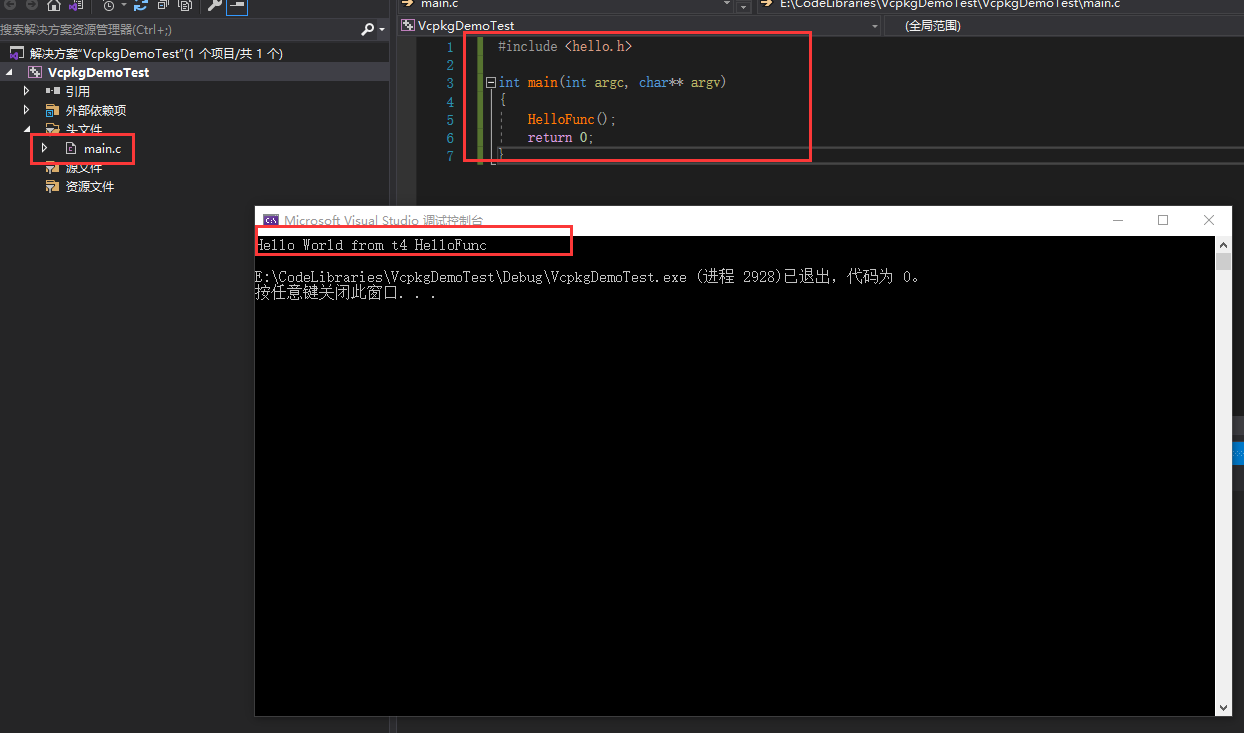 main.c
E:\CodeLibraries\VcpkgDemoTest\VcpkgDemoTest\main.c
搜索解决方案资源管理器(Ctrl+;)
VcpkgDemoTest
(全局范围)
解决方案"VcpkgDemoTest"(1 个项目/共 1 个)
VcpkgDemoTest
引用
外部依赖项
头文件
main.c
源文件
资源文件
1 #include <hello.h>
2
3 int main(int argc, char** argv)
4 {
5 HelloFunc();
6 return 0;
7 }
Microsoft Visual Studio 调试控制台
Hello World from t4 HelloFunc
E:\CodeLibraries\VcpkgDemoTest\Debug\VcpkgDemoTest.exe (进程 2928)已退出，代码为 0。
按任意键关闭此窗口. . .